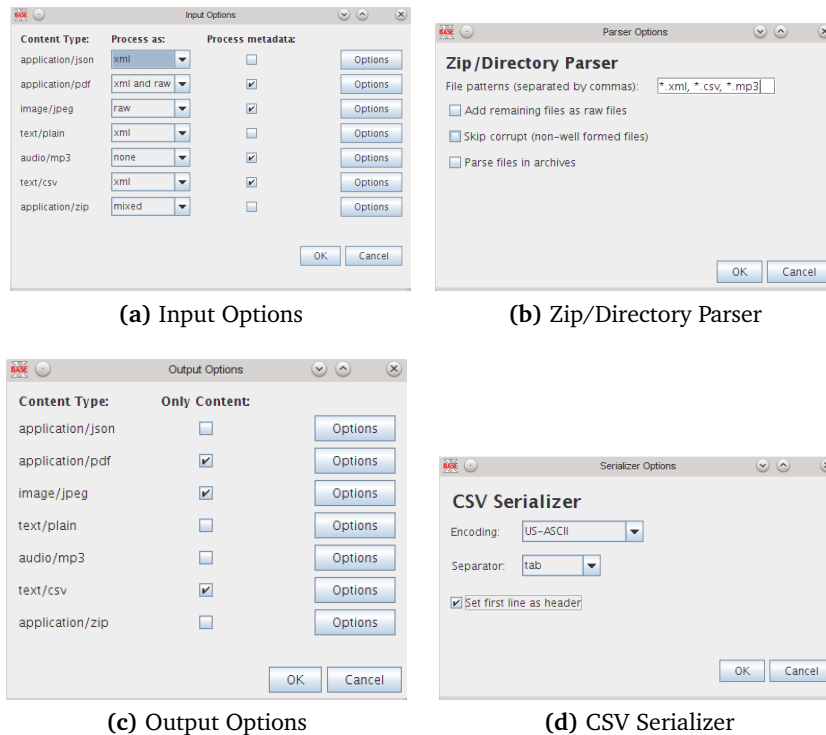 BASE Input Options
Content Type: Process as: Process metadata:
application/json xml Options
application/pdf xml and raw Options
image/jpeg raw Options
text/plain xml Options
audio/mp3 none Options
text/csv xml Options
application/zip mixed Options
OK Cancel
(a) Input Options
BASE Parser Options
Zip/Directory Parser
File patterns (separated by commas): *.xml, *.csv, *.mp3
Add remaining files as raw files
Skip corrupt (non-well formed files)
Parse files in archives
OK Cancel
(b) Zip/Directory Parser
BASE Output Options
Content Type: Only Content:
application/json Options
application/pdf Options
image/jpeg Options
text/plain Options
audio/mp3 Options
text/csv Options
application/zip Options
OK Cancel
(c) Output Options
BASE Serializer Options
CSV Serializer
Encoding: US-ASCII
Separator: tab
Set first line as header
OK Cancel
(d) CSV Serializer